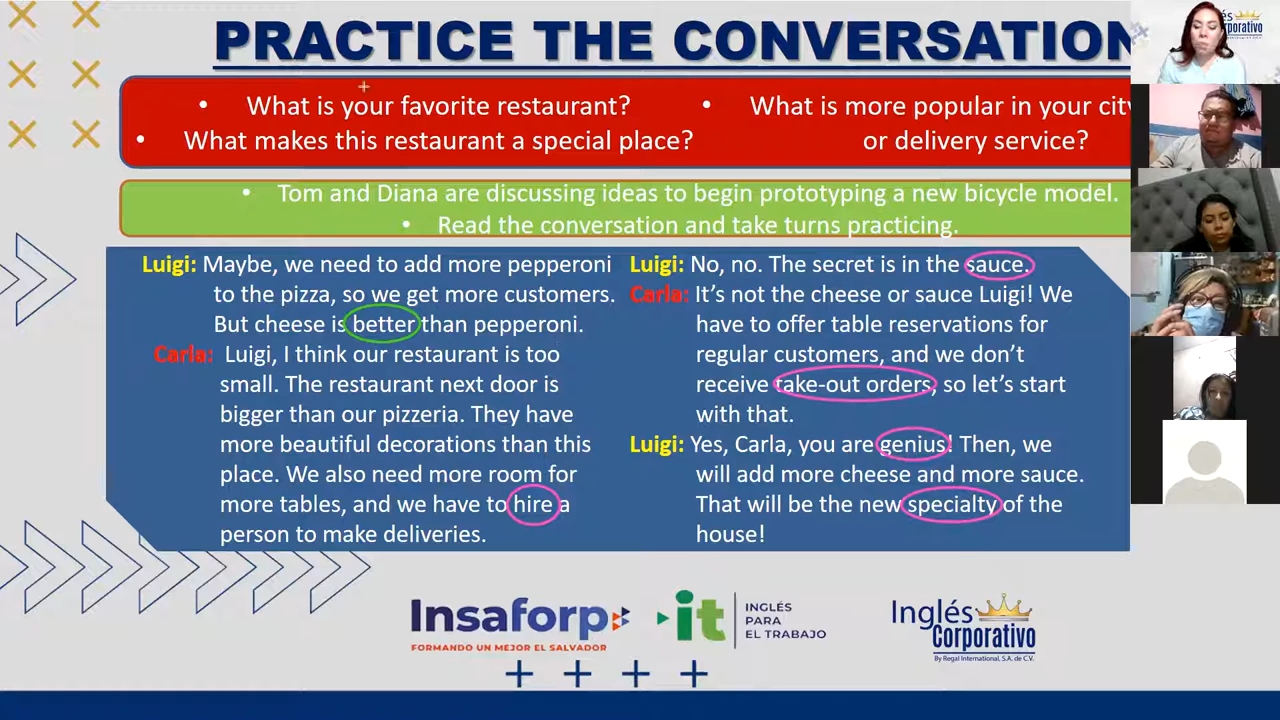 PRACTICE THE CONVERSATION
• What is your favorite restaurant?
• What makes this restaurant a special place?
• What is more popular in your city
or delivery service?
• Tom and Diana are discussing ideas to begin prototyping a new bicycle model.
• Read the conversation and take turns practicing.
Luigi: Maybe, we need to add more pepperoni
to the pizza, so we get more customers.
But cheese is better than pepperoni.
Carla: Luigi, I think our restaurant is too
small. The restaurant next door is
bigger than our pizzeria. They have
more beautiful decorations than this
place. We also need more room for
more tables, and we have to hire a
person to make deliveries.
Luigi: No, no. The secret is in the sauce.
Carla: It's not the cheese or sauce Luigi! We
have to offer table reservations for
regular customers, and we don't
receive take-out orders, so let's start
with that.
Luigi: Yes, Carla, you are genius! Then, we
will add more cheese and more sauce.
That will be the new specialty of the
house!
Insaforp
FORMANDO UN MEJOR EL SALVADOR
it
INGLÉS
PARA
EL TRABAJO
Inglés
Corporativo
By Regal International, S.A. de C.V.